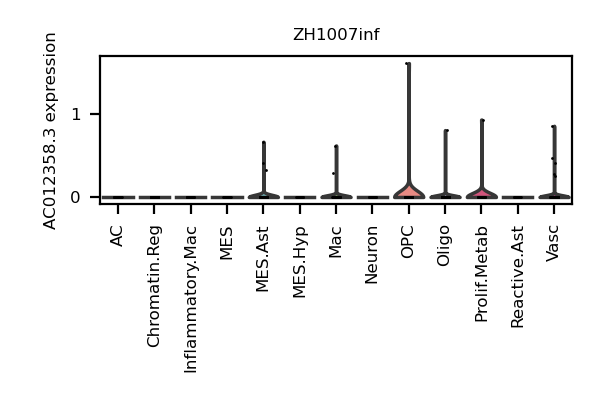 ZH1007inf
AC012358.3 expression
1
0
AC
Chromatin.Reg
Inflammatory.Mac
MES
MES.Ast
MES.Hyp
Mac
Neuron
OPC
Oligo
Prolif.Metab
Reactive.Ast
Vasc